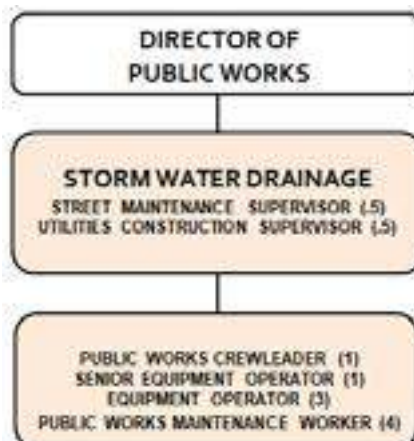 DIRECTOR OF
PUBLIC WORKS
STORM WATER DRAINAGE
STREET MAINTENANCE SUPERVISOR (.5)
UTILITIES CONSTRUCTION SUPERVISOR (.5)
PUBLIC WORKS CREWLEADER (1)
SENIOR EQUIPMENT OPERATOR (1)
EQUIPMENT OPERATOR (3)
PUBLIC WORKS MAINTENANCE WORKER (4)